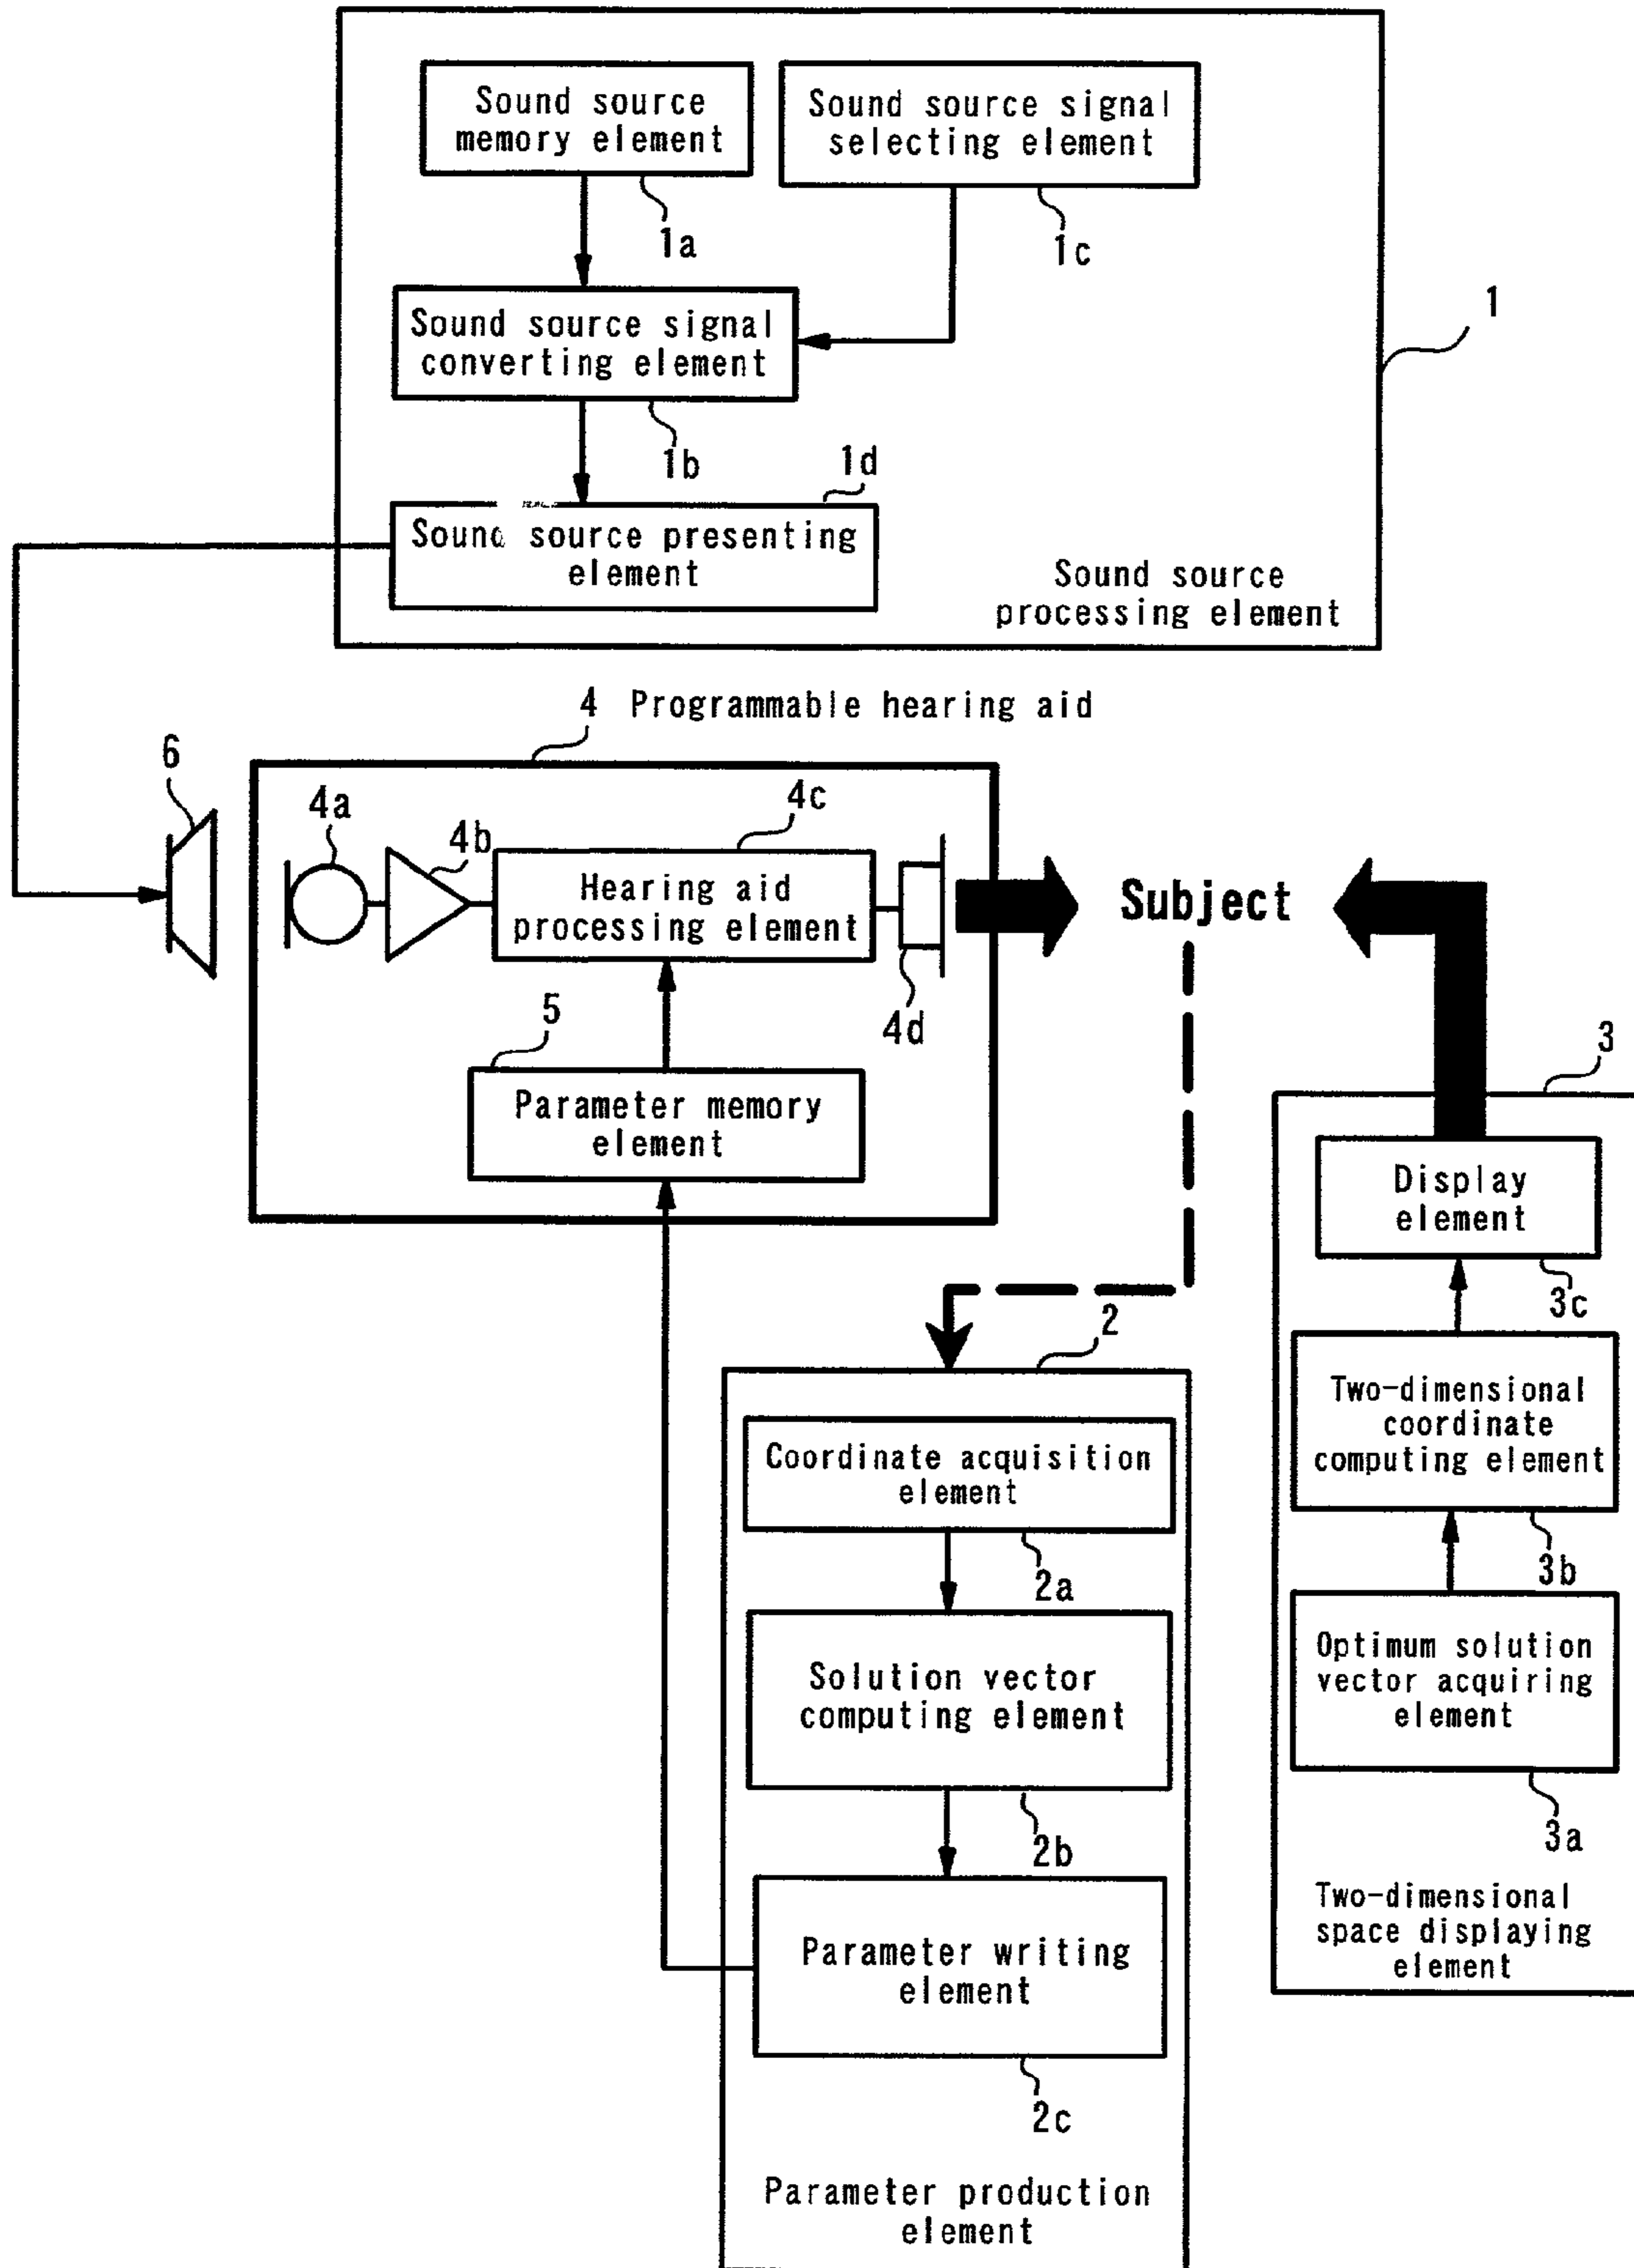 Sound source
memory element
Sound source signal
selecting element
1a
1c
1
Sound source signal
converting element
1b
1d
Sound source presenting
element
Sound source
processing element
4 Programmable hearing aid
6
4a
4b
4c
Hearing aid
processing element
4d
Subject
5
Parameter memory
element
3
Display
element
3c
2
Two-dimensional
coordinate
computing element
3b
Coordinate acquisition
element
2a
Optimum solution
vector acquiring
element
3a
Solution vector
computing element
2b
Two-dimensional
space displaying
element
Parameter writing
element
2c
Parameter production
element